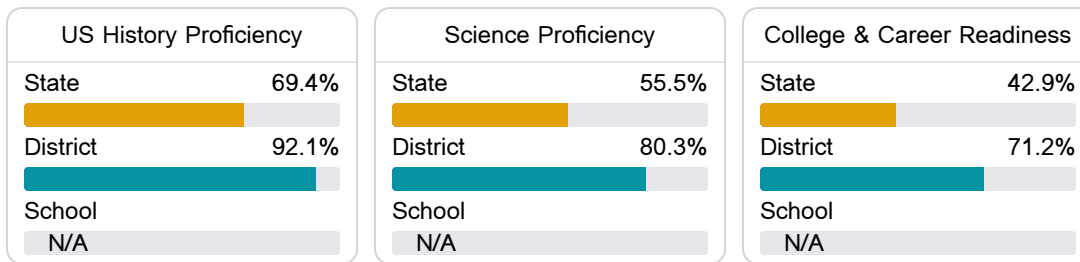 US History Proficiency
State 69.4%
District 92.1%
School
N/A
Science Proficiency
State 55.5%
District 80.3%
School
N/A
College & Career Readiness
State 42.9%
District 71.2%
School
N/A